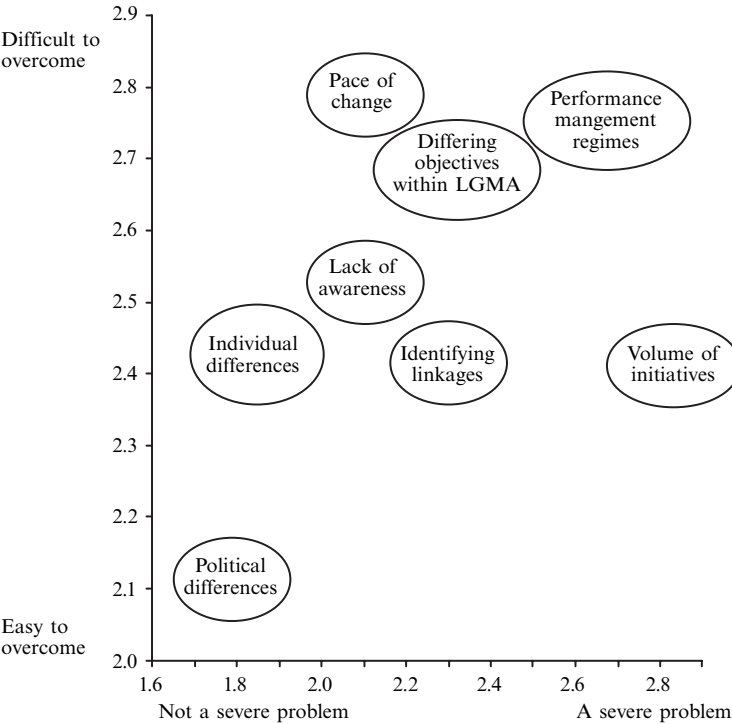 2.9
Difficult to
overcome
2.8
Pace of
change
Performance
mangement
regimes
2.7
Differing
objectives
within LGMA
2.6
Lack of
awareness
2.5
Individual
differences
Identifying
linkages
Volume of
initiatives
2.4
2.3
2.2
Political
differences
2.1
Easy to
overcome
2.0
1.6 1.8 2.0 2.2 2.4 2.6 2.8
Not a severe problem A severe problem